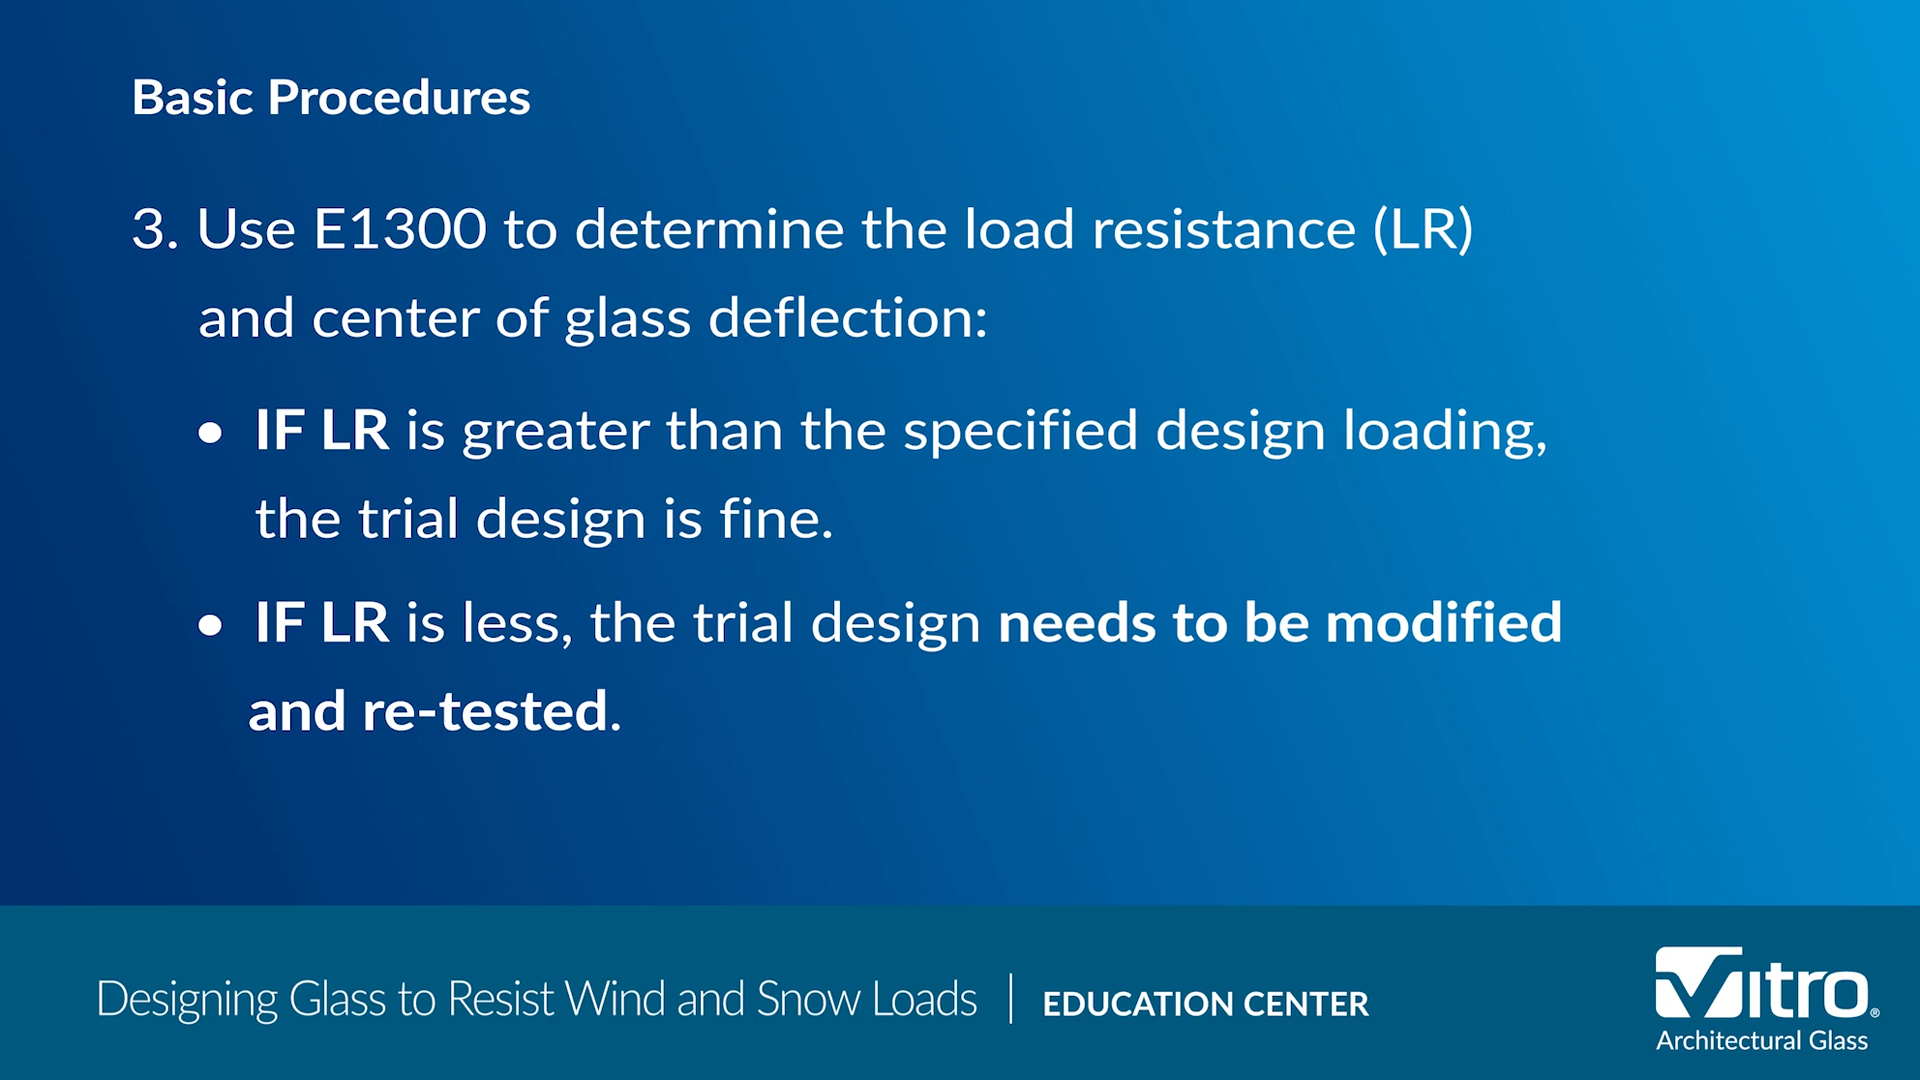 Basic Procedures
3. Use E1300 to determine the load resistance (LR)
and center of glass deflection:
• IF LR is greater than the specified design loading,
the trial design is fine.
• IF LR is less, the trial design needs to be modified
and re-tested.
Designing Glass to Resist Wind and Snow Loads | EDUCATION CENTER
Vitro®
Architectural Glass